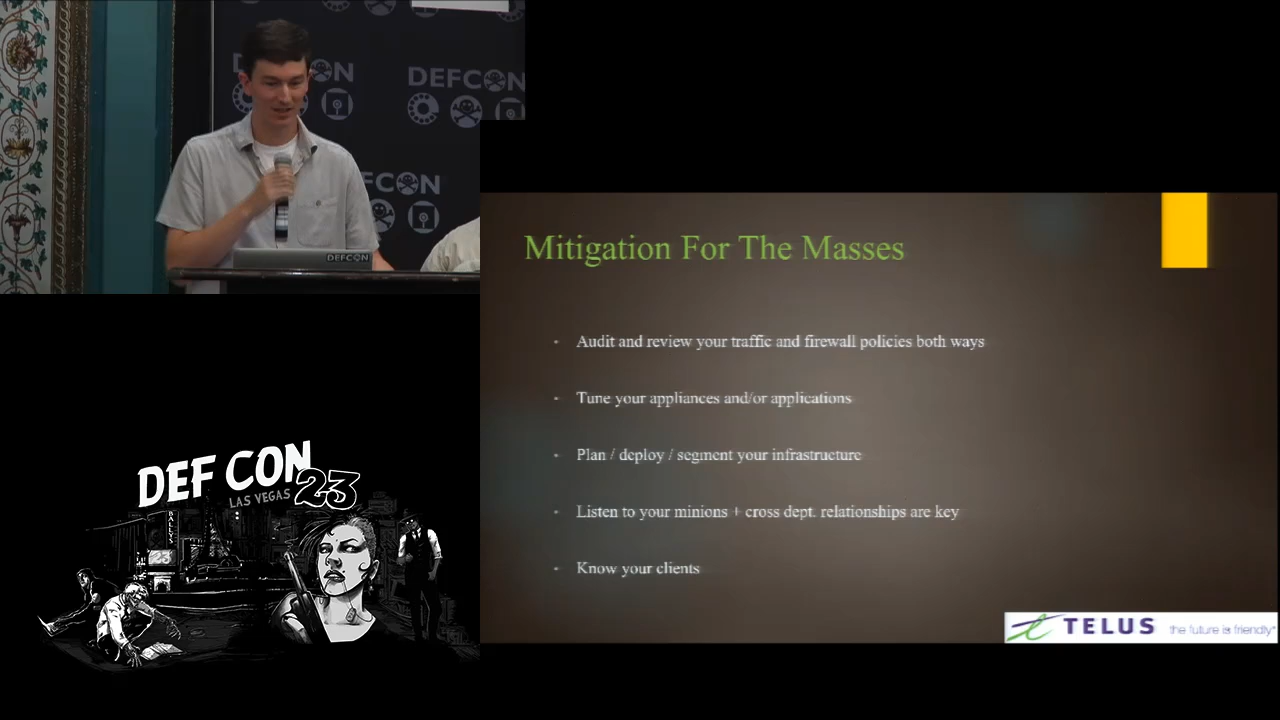 DEFCON
DEFCON
DEFCON
Mitigation For The Masses
Audit and review your traffic and firewall policies both ways
Tune your appliances and/or applications
Plan / deploy / segment your infrastructure
Listen to your minions + cross dept. relationships are key
Know your clients
TELUS the future is friendly®
DEF CON 23
LAS VEGAS
BALLY'S
23